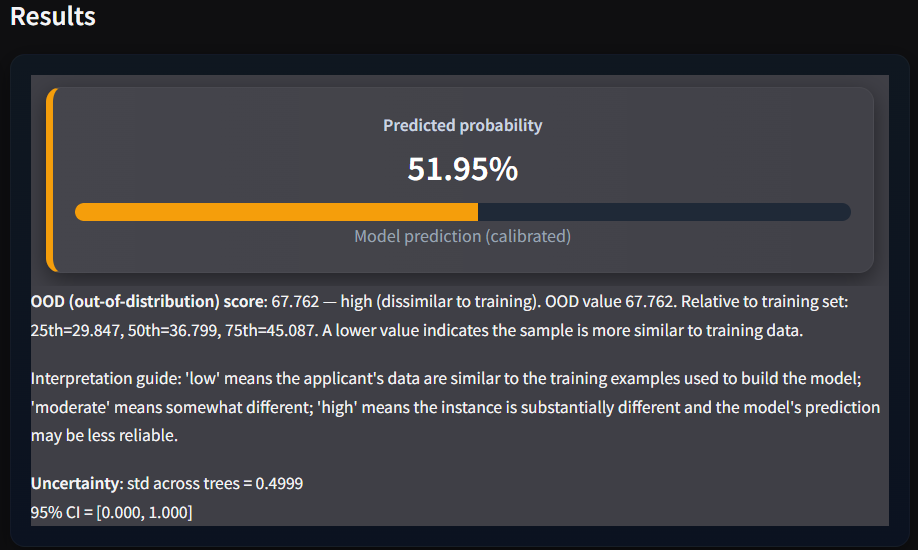 Results
Predicted probability
51.95%
Model prediction (calibrated)
OOD (out-of-distribution) score: 67.762 — high (dissimilar to training). OOD value 67.762. Relative to training set:
25th=29.847, 50th=36.799, 75th=45.087. A lower value indicates the sample is more similar to training data.
Interpretation guide: 'low' means the applicant's data are similar to the training examples used to build the model;
'moderate' means somewhat different; 'high' means the instance is substantially different and the model's prediction
may be less reliable.
Uncertainty: std across trees = 0.4999
95% CI = [0.000, 1.000]